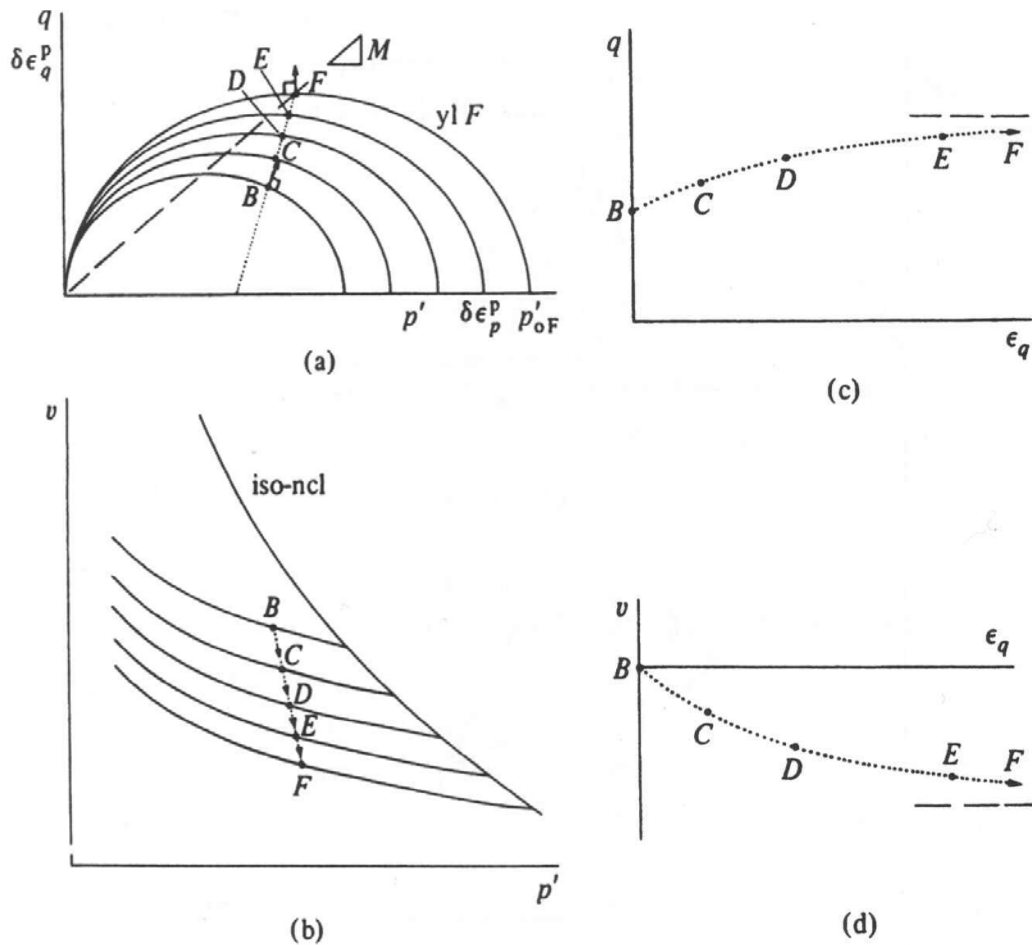 q
δϵ_q^p
E
D
F
M
yl F
C
B
p′
δϵ_p^p
p′_oF
(a)
q
B
C
D
E
F
ϵ_q
(c)
υ
iso-ncl
B
C
D
E
F
p′
(b)
υ
ϵ_q
B
C
D
E
F
(d)